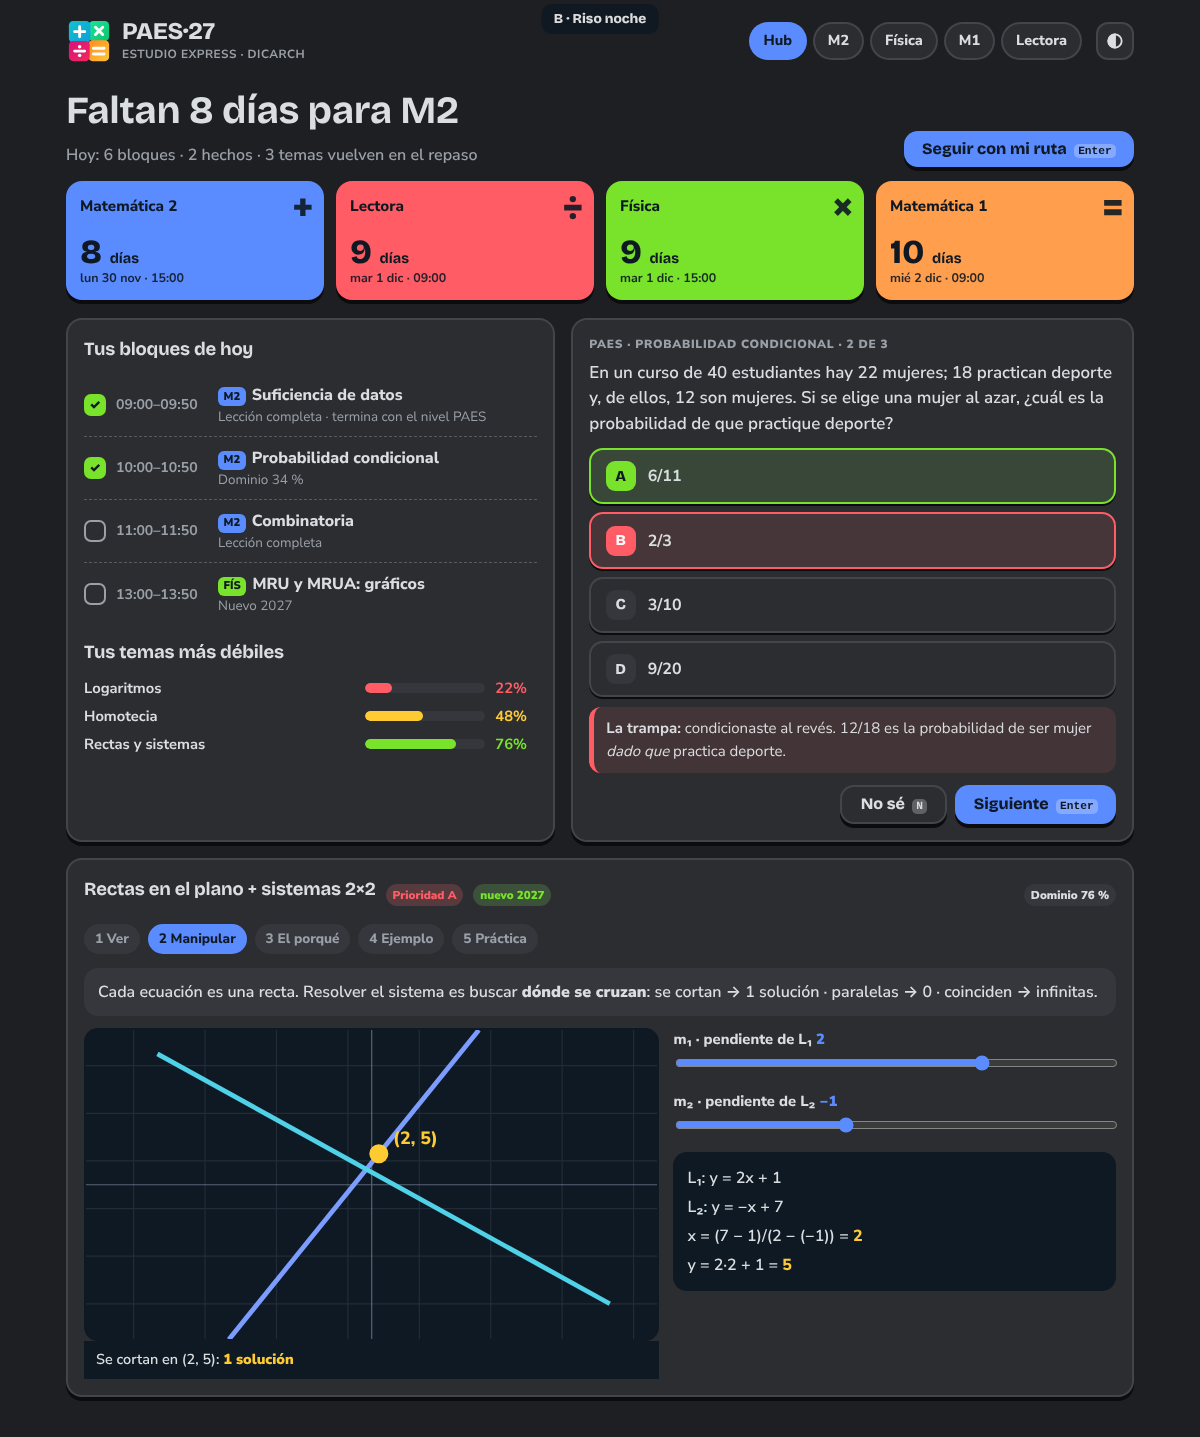 B · Riso noche
PAES·27
ESTUDIO EXPRESS · DICARCH
Hub
M2
Física
M1
Lectora
Faltan 8 días para M2
Hoy: 6 bloques · 2 hechos · 3 temas vuelven en el repaso
Seguir con mi ruta Enter
Matemática 2
8 días
lun 30 nov · 15:00
Lectora
9 días
mar 1 dic · 09:00
Física
9 días
mar 1 dic · 15:00
Matemática 1
10 días
mié 2 dic · 09:00
Tus bloques de hoy
09:00–09:50 M2 Suficiencia de datos
Lección completa · termina con el nivel PAES
10:00–10:50 M2 Probabilidad condicional
Dominio 34 %
11:00–11:50 M2 Combinatoria
Lección completa
13:00–13:50 FÍS MRU y MRUA: gráficos
Nuevo 2027
Tus temas más débiles
Logaritmos 22%
Homotecia 48%
Rectas y sistemas 76%
PAES · PROBABILIDAD CONDICIONAL · 2 DE 3
En un curso de 40 estudiantes hay 22 mujeres; 18 practican deporte
y, de ellos, 12 son mujeres. Si se elige una mujer al azar, ¿cuál es la
probabilidad de que practique deporte?
A 6/11
B 2/3
C 3/10
D 9/20
La trampa: condicionaste al revés. 12/18 es la probabilidad de ser mujer
dado que practica deporte.
No sé N
Siguiente Enter
Rectas en el plano + sistemas 2×2 Prioridad A nuevo 2027 Dominio 76 %
1 Ver
2 Manipular
3 El porqué
4 Ejemplo
5 Práctica
Cada ecuación es una recta. Resolver el sistema es buscar dónde se cruzan: se cortan → 1 solución · paralelas → 0 · coinciden → infinitas.
(2, 5)
Se cortan en (2, 5): 1 solución
m₁ · pendiente de L₁ 2
m₂ · pendiente de L₂ −1
L₁: y = 2x + 1
L₂: y = −x + 7
x = (7 − 1)/(2 − (−1)) = 2
y = 2·2 + 1 = 5